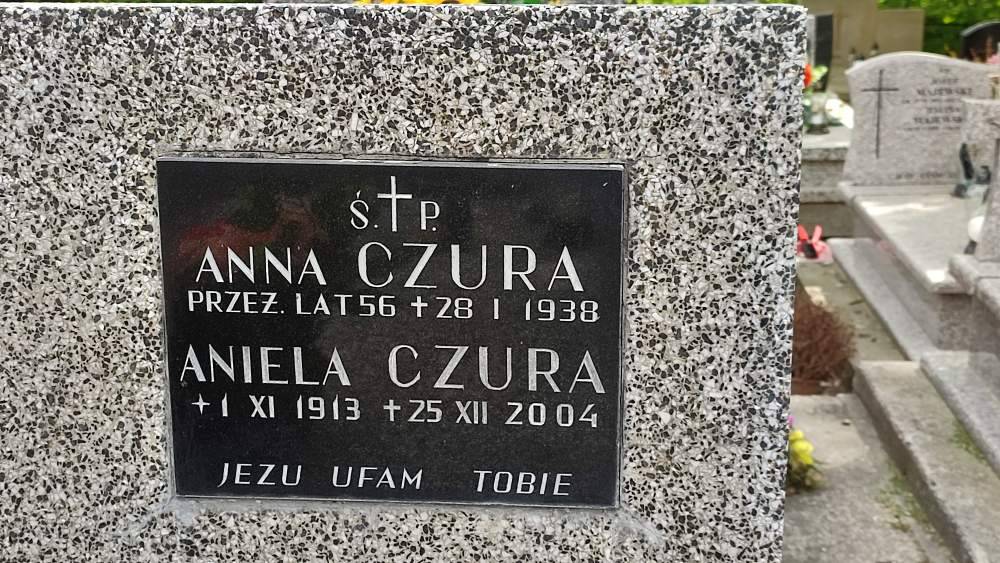 Ś. P.
ANNA CZURA
PRZEŻ. LAT 56 + 28 I 1938
ANIELA CZURA
+ 1 XI 1913 + 25 XII 2004
JEZU UFAM TOBIE